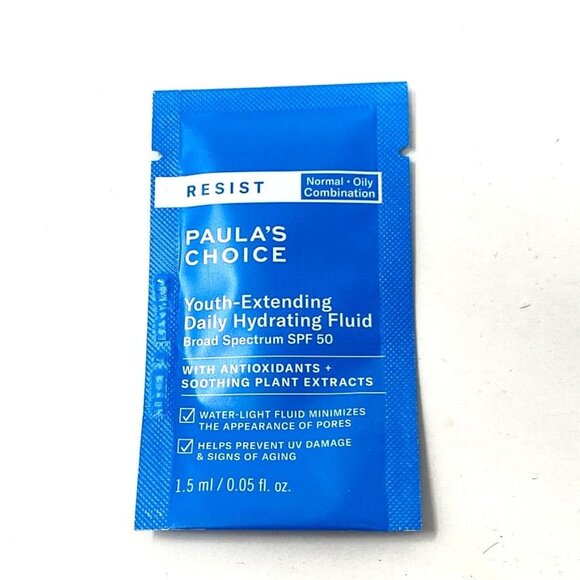 RESIST
Normal • Oily
Combination
PAULA'S
CHOICE
Youth-Extending
Daily Hydrating Fluid
Broad Spectrum SPF 50
WITH ANTIOXIDANTS +
SOOTHING PLANT EXTRACTS
WATER-LIGHT FLUID MINIMIZES
THE APPEARANCE OF PORES
HELPS PREVENT UV DAMAGE
& SIGNS OF AGING
1.5 ml / 0.05 fl. oz.